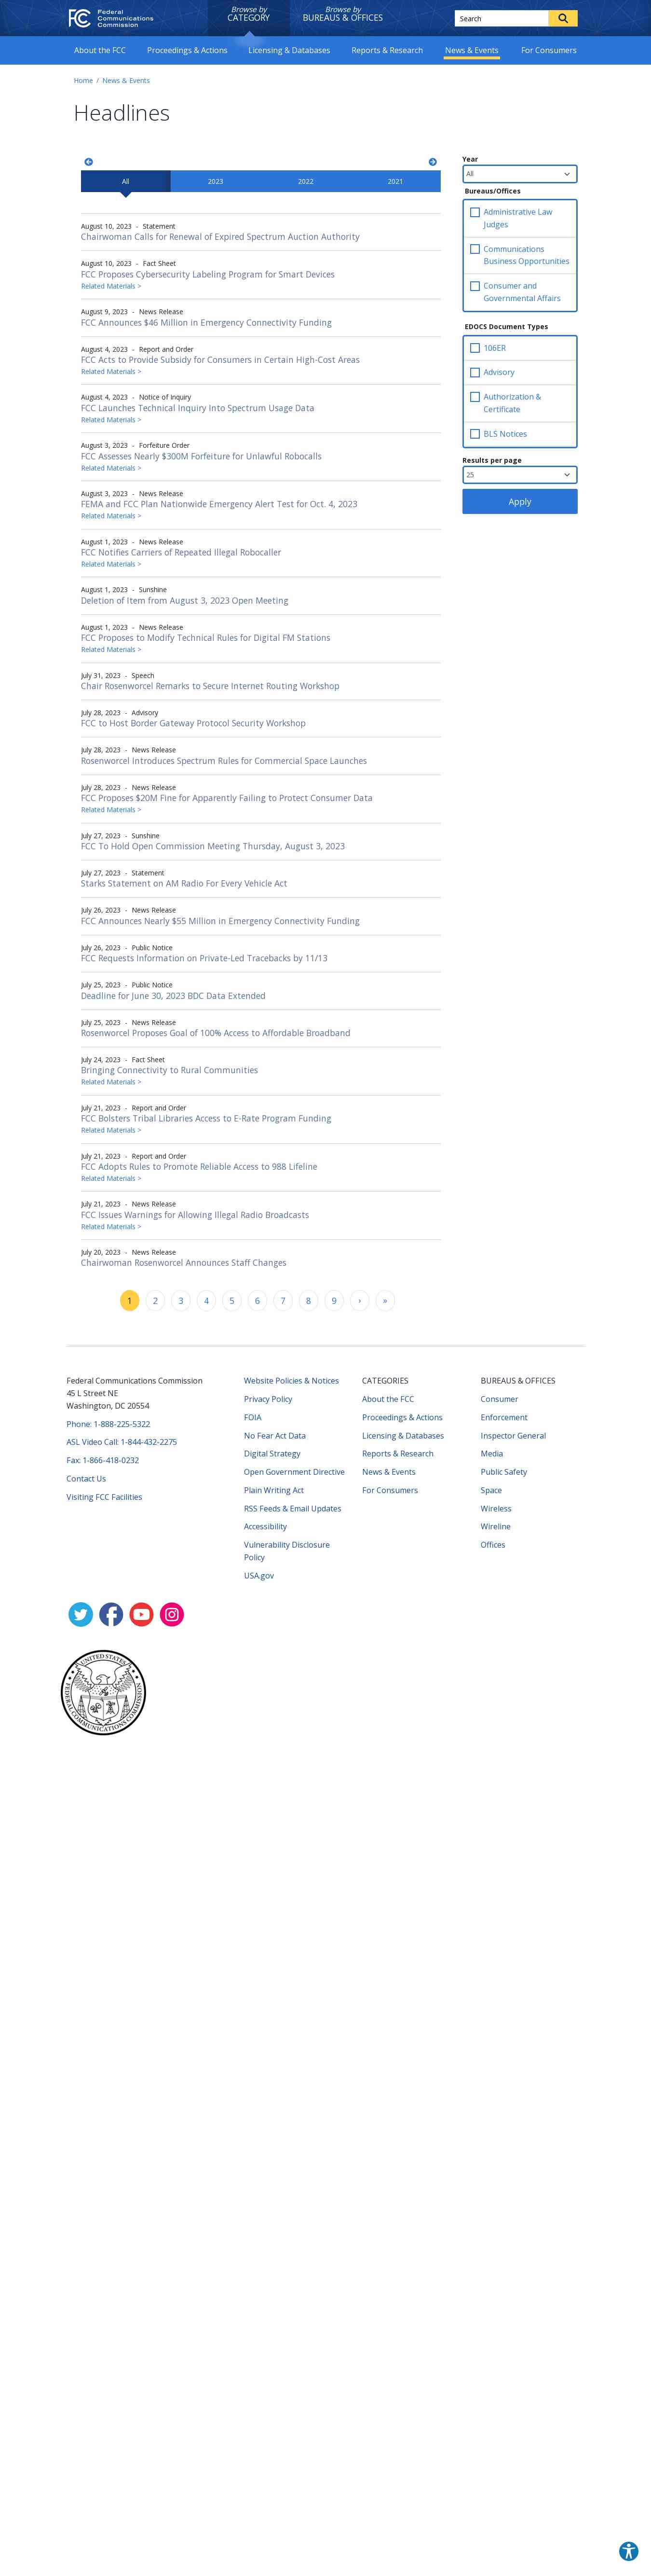 FCC Federal Communications Commission
Browse by CATEGORY
Browse by BUREAUS & OFFICES
Search
About the FCC
Proceedings & Actions
Licensing & Databases
Reports & Research
News & Events
For Consumers
Home / News & Events
Headlines
All
2023
2022
2021
August 10, 2023 - Statement
Chairwoman Calls for Renewal of Expired Spectrum Auction Authority
August 10, 2023 - Fact Sheet
FCC Proposes Cybersecurity Labeling Program for Smart Devices
Related Materials >
August 9, 2023 - News Release
FCC Announces $46 Million in Emergency Connectivity Funding
August 4, 2023 - Report and Order
FCC Acts to Provide Subsidy for Consumers in Certain High-Cost Areas
Related Materials >
August 4, 2023 - Notice of Inquiry
FCC Launches Technical Inquiry Into Spectrum Usage Data
Related Materials >
August 3, 2023 - Forfeiture Order
FCC Assesses Nearly $300M Forfeiture for Unlawful Robocalls
Related Materials >
August 3, 2023 - News Release
FEMA and FCC Plan Nationwide Emergency Alert Test for Oct. 4, 2023
Related Materials >
August 1, 2023 - News Release
FCC Notifies Carriers of Repeated Illegal Robocaller
Related Materials >
August 1, 2023 - Sunshine
Deletion of Item from August 3, 2023 Open Meeting
August 1, 2023 - News Release
FCC Proposes to Modify Technical Rules for Digital FM Stations
Related Materials >
July 31, 2023 - Speech
Chair Rosenworcel Remarks to Secure Internet Routing Workshop
July 28, 2023 - Advisory
FCC to Host Border Gateway Protocol Security Workshop
July 28, 2023 - News Release
Rosenworcel Introduces Spectrum Rules for Commercial Space Launches
July 28, 2023 - News Release
FCC Proposes $20M Fine for Apparently Failing to Protect Consumer Data
Related Materials >
July 27, 2023 - Sunshine
FCC To Hold Open Commission Meeting Thursday, August 3, 2023
July 27, 2023 - Statement
Starks Statement on AM Radio For Every Vehicle Act
July 26, 2023 - News Release
FCC Announces Nearly $55 Million in Emergency Connectivity Funding
July 26, 2023 - Public Notice
FCC Requests Information on Private-Led Tracebacks by 11/13
July 25, 2023 - Public Notice
Deadline for June 30, 2023 BDC Data Extended
July 25, 2023 - News Release
Rosenworcel Proposes Goal of 100% Access to Affordable Broadband
July 24, 2023 - Fact Sheet
Bringing Connectivity to Rural Communities
Related Materials >
July 21, 2023 - Report and Order
FCC Bolsters Tribal Libraries Access to E-Rate Program Funding
Related Materials >
July 21, 2023 - Report and Order
FCC Adopts Rules to Promote Reliable Access to 988 Lifeline
Related Materials >
July 21, 2023 - News Release
FCC Issues Warnings for Allowing Illegal Radio Broadcasts
Related Materials >
July 20, 2023 - News Release
Chairwoman Rosenworcel Announces Staff Changes
1 2 3 4 5 6 7 8 9 › »
Year
All
Bureaus/Offices
Administrative Law
Judges
Communications
Business Opportunities
Consumer and
Governmental Affairs
EDOCS Document Types
106ER
Advisory
Authorization &
Certificate
BLS Notices
Results per page
25
Apply
Federal Communications Commission
45 L Street NE
Washington, DC 20554
Phone: 1-888-225-5322
ASL Video Call: 1-844-432-2275
Fax: 1-866-418-0232
Contact Us
Visiting FCC Facilities
Website Policies & Notices
Privacy Policy
FOIA
No Fear Act Data
Digital Strategy
Open Government Directive
Plain Writing Act
RSS Feeds & Email Updates
Accessibility
Vulnerability Disclosure
Policy
USA.gov
CATEGORIES
About the FCC
Proceedings & Actions
Licensing & Databases
Reports & Research
News & Events
For Consumers
BUREAUS & OFFICES
Consumer
Enforcement
Inspector General
Media
Public Safety
Space
Wireless
Wireline
Offices
UNITED STATES
FEDERAL COMMUNICATIONS COMMISSION